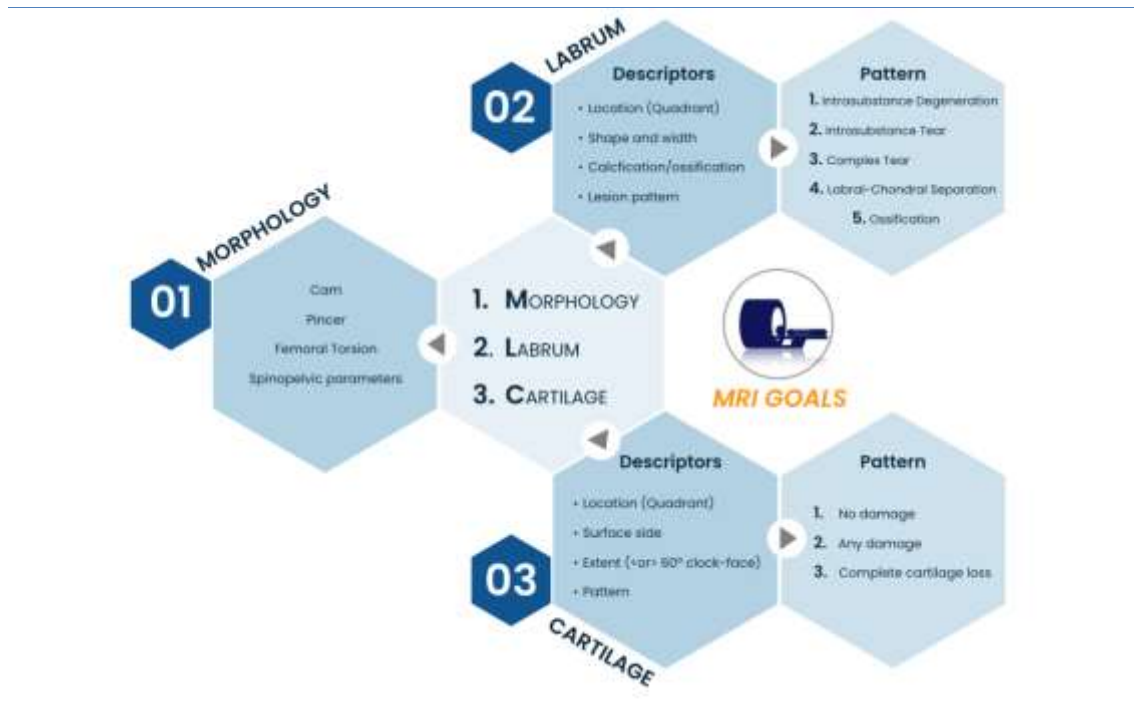 02
LABRUM
Descriptors
• Location (Quadrant)
• Shape and width
• Calcfication/ossification
• Lesion pattern
Pattern
1. Intrasubstance Degeneration
2. Intrasubstance Tear
3. Complex Tear
4. Labral-Chondral Separation
5. Ossification
01
MORPHOLOGY
Cam
Pincer
Femoral Torsion
Spinopelvic parameters
1. MORPHOLOGY
2. LABRUM
3. CARTILAGE
MRI GOALS
03
CARTILAGE
Descriptors
• Location (Quadrant)
• Surface side
• Extent (<or> 60° clock-face)
• Pattern
Pattern
1. No damage
2. Any damage
3. Complete cartilage loss